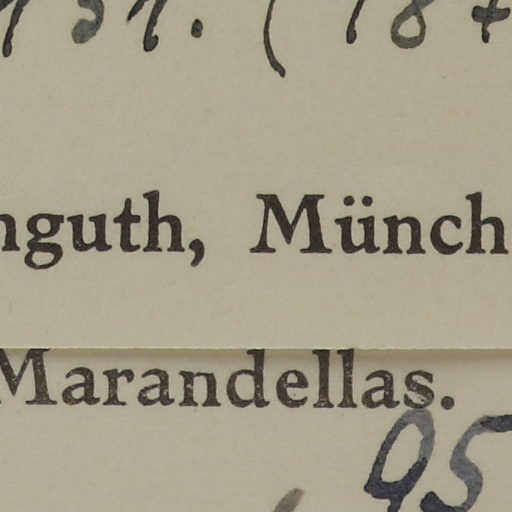 nguth, Münch
Marandellas.
95